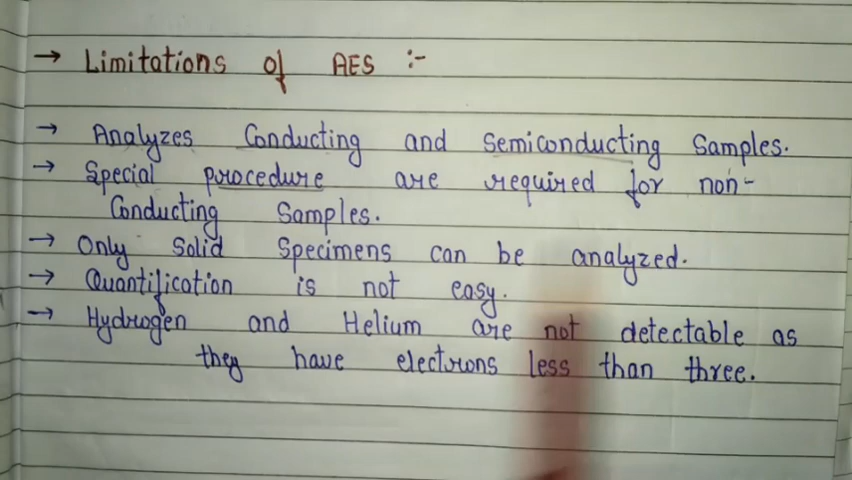 → Limitations of AES :-
→ Analyzes Conducting and Semiconducting Samples.
→ Special procedure are required for non-
Conducting Samples.
→ Only Solid Specimens can be analyzed.
→ Quantification is not easy.
→ Hydrogen and Helium are not detectable as
they have electrons less than three.